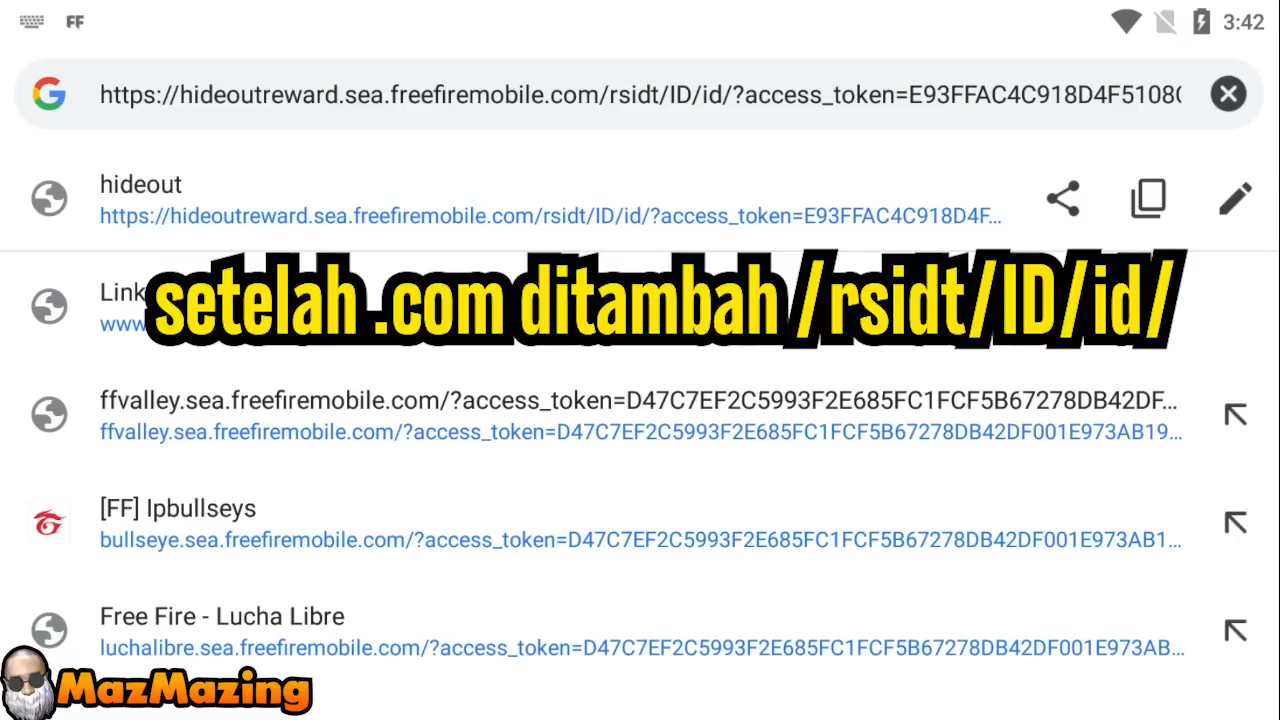 FF
3:42
https://hideoutreward.sea.freefiremobile.com/rsidt/ID/id/?access_token=E93FFAC4C918D4F5108
hideout
https://hideoutreward.sea.freefiremobile.com/rsidt/ID/id/?access_token=E93FFAC4C918D4F...
Link
www
setelah .com ditambah /rsidt/ID/id/
ffvalley.sea.freefiremobile.com/?access_token=D47C7EF2C5993F2E685FC1FCF5B67278DB42DF...
ffvalley.sea.freefiremobile.com/?access_token=D47C7EF2C5993F2E685FC1FCF5B67278DB42DF001E973AB19...
[FF] Ipbullseys
bullseye.sea.freefiremobile.com/?access_token=D47C7EF2C5993F2E685FC1FCF5B67278DB42DF001E973AB1...
Free Fire - Lucha Libre
luchalibre.sea.freefiremobile.com/?access_token=D47C7EF2C5993F2E685FC1FCF5B67278DB42DF001E973AB...
MazMazing